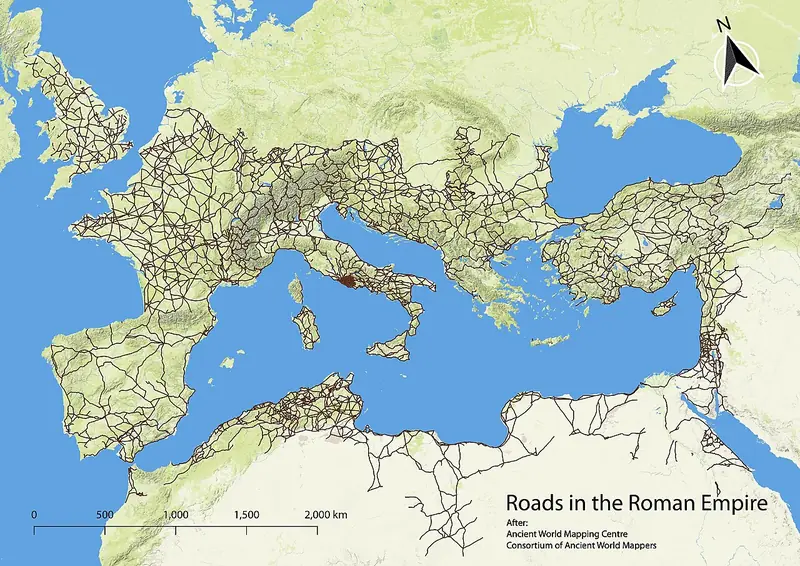 N
0 500 1,000 1,500 2,000 km
Roads in the Roman Empire
After:
Ancient World Mapping Centre
Consortium of Ancient World Mappers